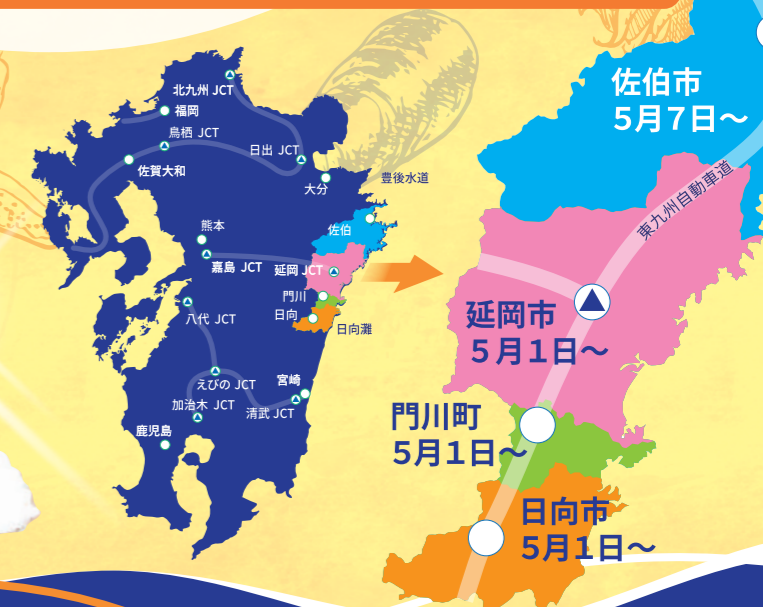 北九州 JCT
福岡
鳥栖 JCT
佐賀大和
日出 JCT
大分
豊後水道
佐伯
熊本
嘉島 JCT
延岡 JCT
門川
日向
日向灘
八代 JCT
えびの JCT
宮崎
加治木 JCT
清武 JCT
鹿児島
佐伯市
5月7日〜
東九州自動車道
延岡市
5月1日〜
門川町
5月1日〜
日向市
5月1日〜